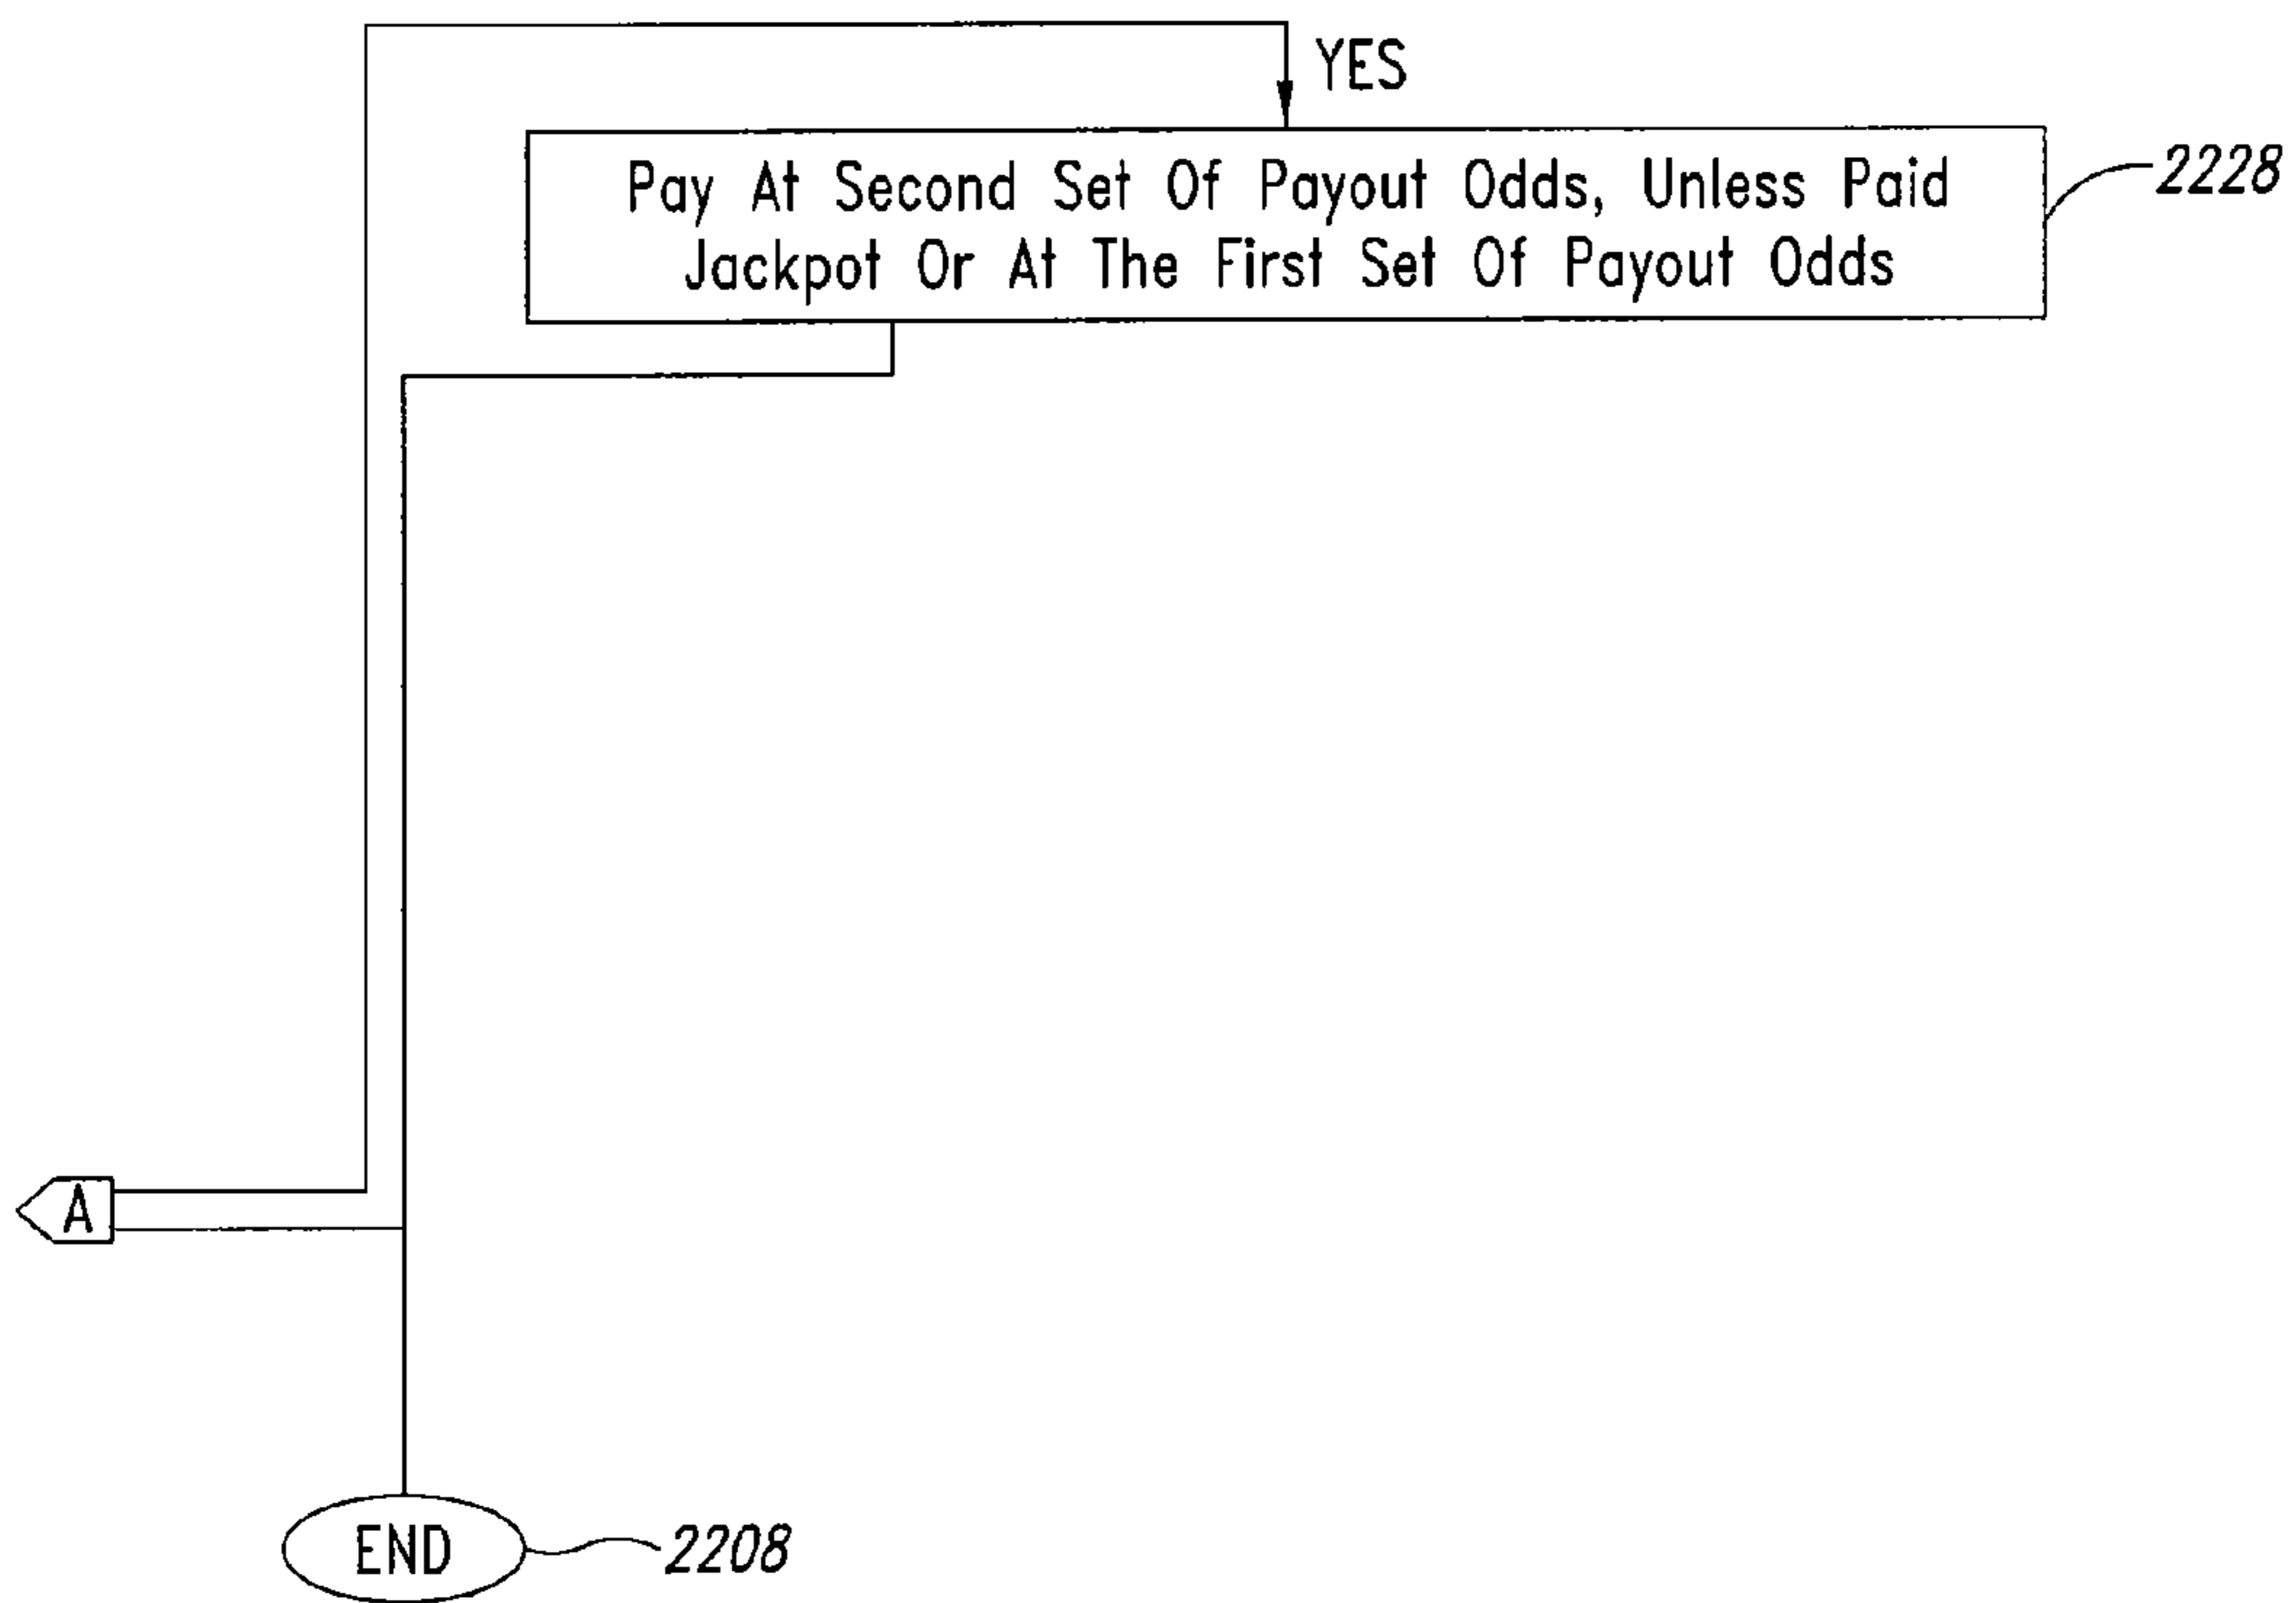 YES
Pay At Second Set Of Payout Odds, Unless Paid
Jackpot Or At The First Set Of Payout Odds
2228
A
END
2208